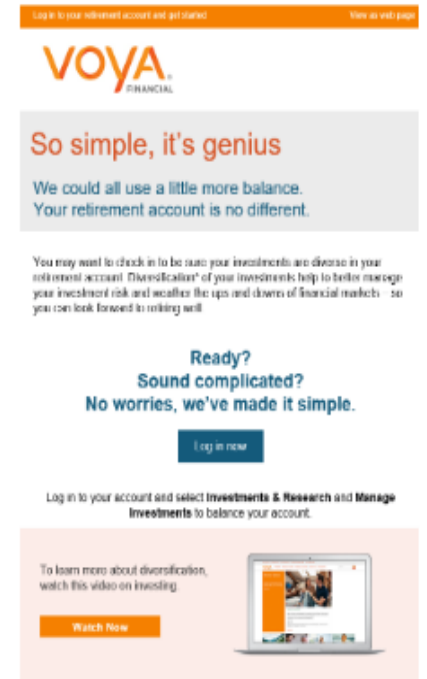 Log in to your retirement account and get started
View as web page
VOYA
FINANCIAL
So simple, it's genius
We could all use a little more balance.
Your retirement account is no different.
You may want to check in to be sure your investments are diverse in your
retirement account. Diversification* of your investments help to better manage
your investment risk and weather the ups and downs of financial markets so
you can look forward to retiring well.
Ready?
Sound complicated?
No worries, we've made it simple.
Log in now
Log in to your account and select Investments & Research and Manage
Investments to balance your account.
To learn more about diversification,
watch this video on investing.
Watch Now